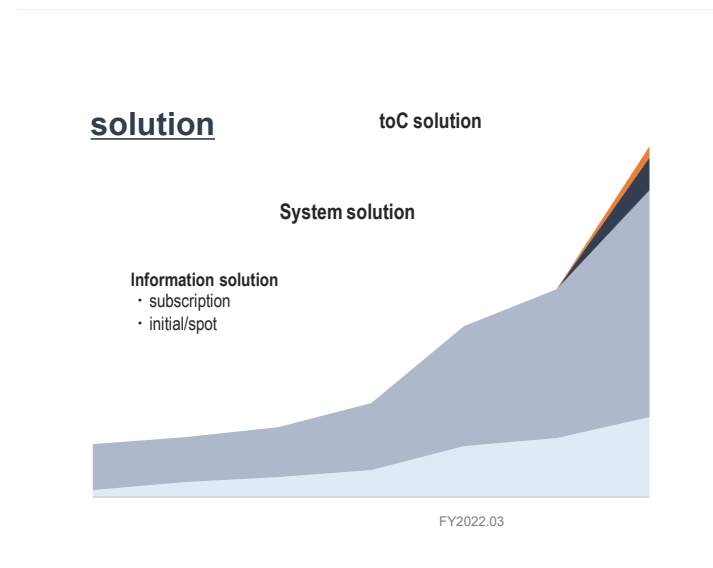 solution
toC solution
System solution
Information solution
・ subscription
・ initial/spot
FY2022.03